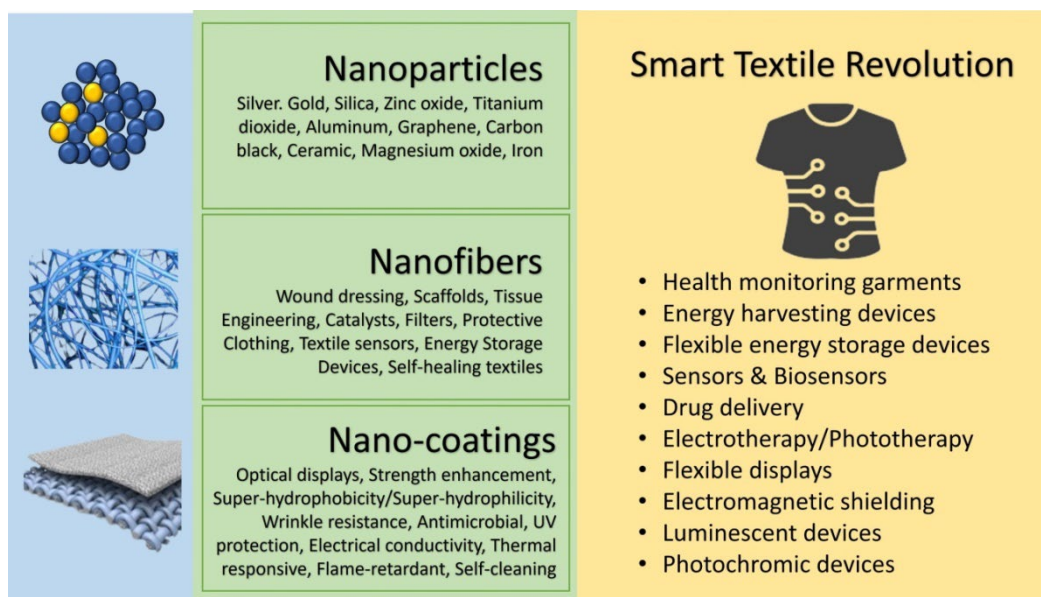 Nanoparticles
Silver. Gold, Silica, Zinc oxide, Titanium
dioxide, Aluminum, Graphene, Carbon
black, Ceramic, Magnesium oxide, Iron
Nanofibers
Wound dressing, Scaffolds, Tissue
Engineering, Catalysts, Filters, Protective
Clothing, Textile sensors, Energy Storage
Devices, Self-healing textiles
Nano-coatings
Optical displays, Strength enhancement,
Super-hydrophobicity/Super-hydrophilicity,
Wrinkle resistance, Antimicrobial, UV
protection, Electrical conductivity, Thermal
responsive, Flame-retardant, Self-cleaning
Smart Textile Revolution
• Health monitoring garments
• Energy harvesting devices
• Flexible energy storage devices
• Sensors & Biosensors
• Drug delivery
• Electrotherapy/Phototherapy
• Flexible displays
• Electromagnetic shielding
• Luminescent devices
• Photochromic devices